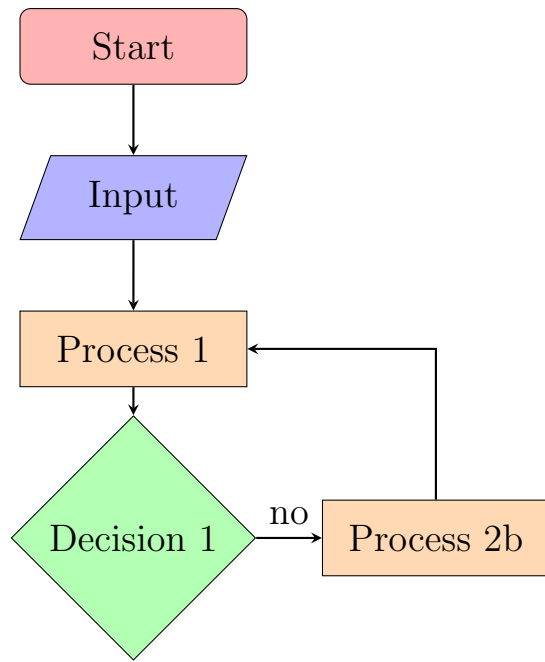 Start
Input
Process 1
Decision 1
no
Process 2b